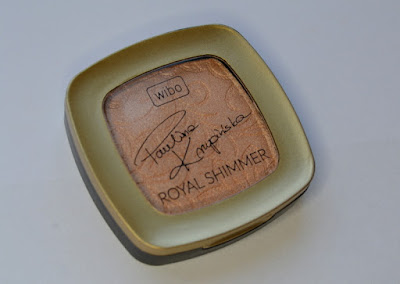 wibo
Paulina
Krupińska
ROYAL SHIMMER